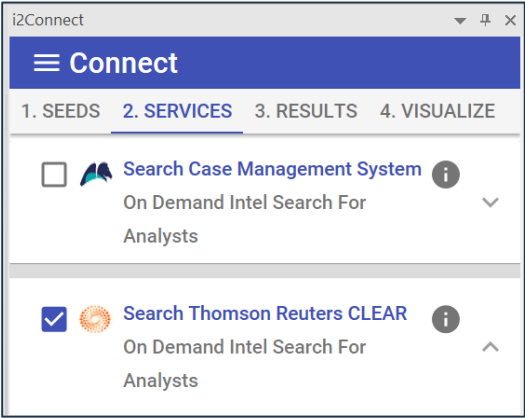 i2Connect
Connect
1. SEEDS 2. SERVICES 3. RESULTS 4. VISUALIZE
Search Case Management System
On Demand Intel Search For
Analysts
Search Thomson Reuters CLEAR
On Demand Intel Search For
Analysts